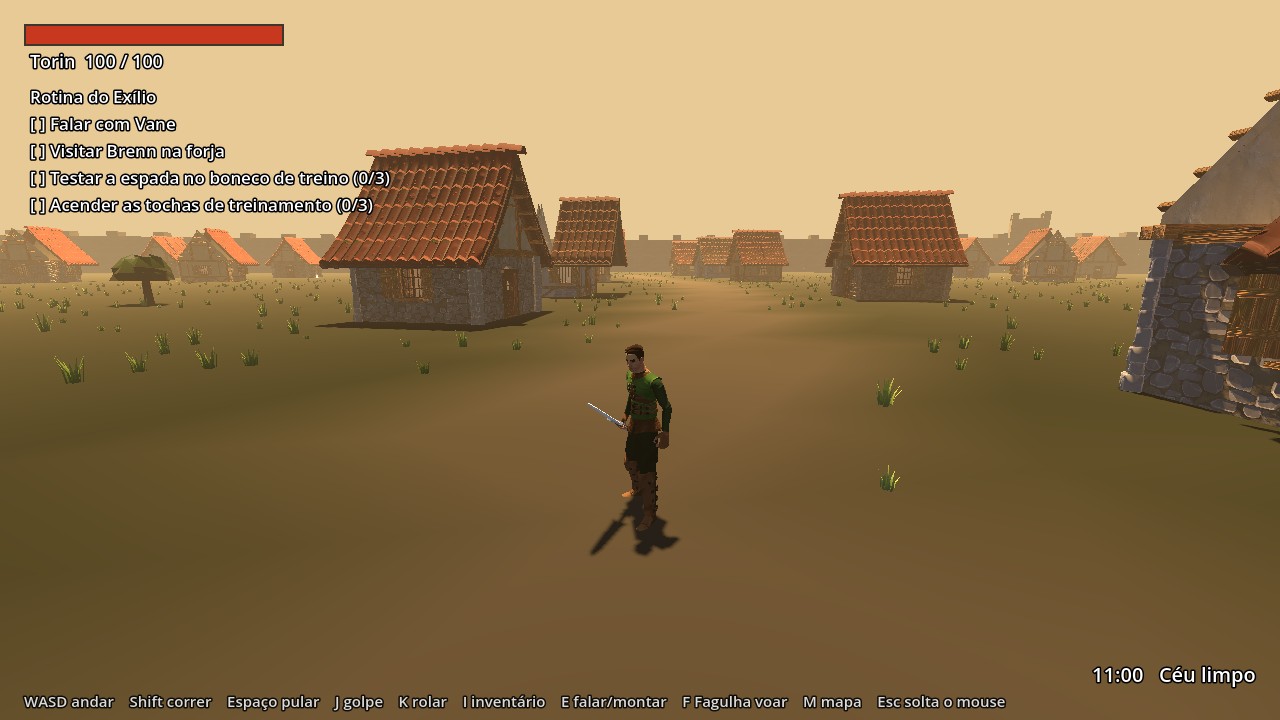 Torin 100 / 100
Rotina do Exílio
[ ] Falar com Vane
[ ] Visitar Brenn na forja
[ ] Testar a espada no boneco de treino (0/3)
[ ] Acender as tochas de treinamento (0/3)
11:00 Céu limpo
WASD andar Shift correr Espaço pular J golpe K rolar I inventário E falar/montar F Fagulha voar M mapa Esc solta o mouse